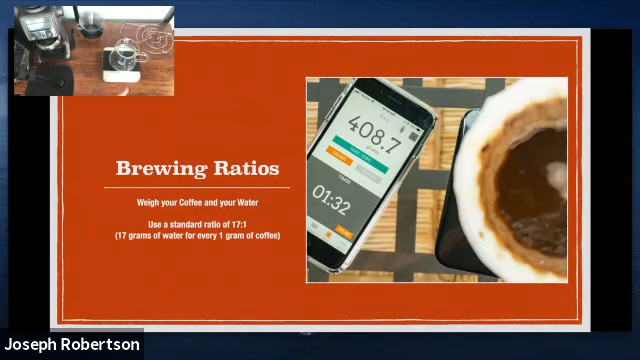 Brewing Ratios
Weigh your Coffee and your Water
Use a standard ratio of 17:1
(17 grams of water for every 1 gram of coffee)
408.7
grams
01:32
Joseph Robertson